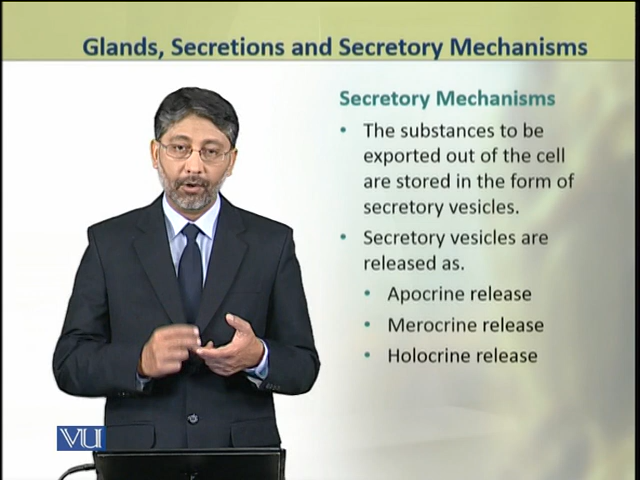 Glands, Secretions and Secretory Mechanisms
Secretory Mechanisms
• The substances to be
exported out of the cell
are stored in the form of
secretory vesicles.
• Secretory vesicles are
released as.
• Apocrine release
• Merocrine release
• Holocrine release
VU